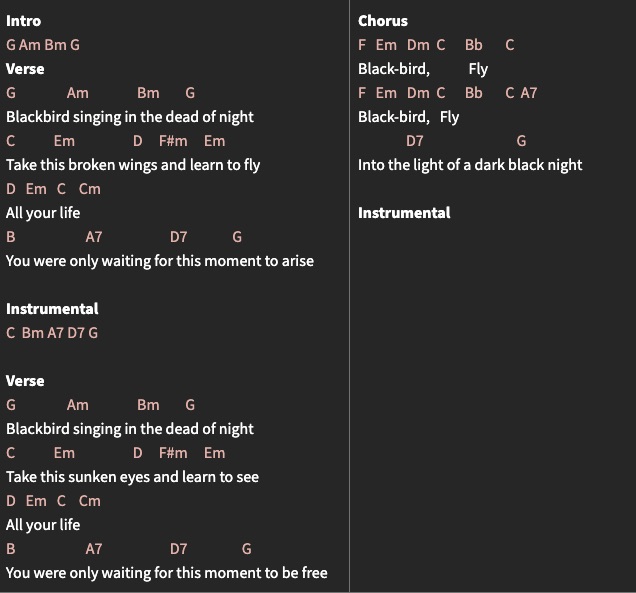 Intro
G Am Bm G
Verse
G Am Bm G
Blackbird singing in the dead of night
C Em D F#m Em
Take this broken wings and learn to fly
D Em C Cm
All your life
B A7 D7 G
You were only waiting for this moment to arise
Instrumental
C Bm A7 D7 G
Verse
G Am Bm G
Blackbird singing in the dead of night
C Em D F#m Em
Take this sunken eyes and learn to see
D Em C Cm
All your life
B A7 D7 G
You were only waiting for this moment to be free
Chorus
F Em Dm C Bb C
Black-bird, Fly
F Em Dm C Bb C A7
Black-bird, Fly
D7 G
Into the light of a dark black night
Instrumental